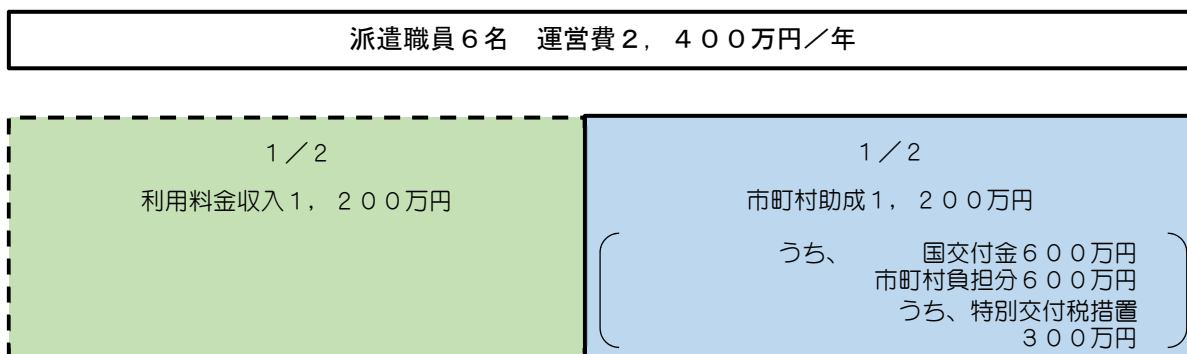 派遣職員６名　運営費２，４００万円／年
１／２
利用料金収入１，２００万円
１／２
市町村助成１，２００万円
うち、　　　国交付金６００万円
市町村負担分６００万円
うち、特別交付税措置
３００万円